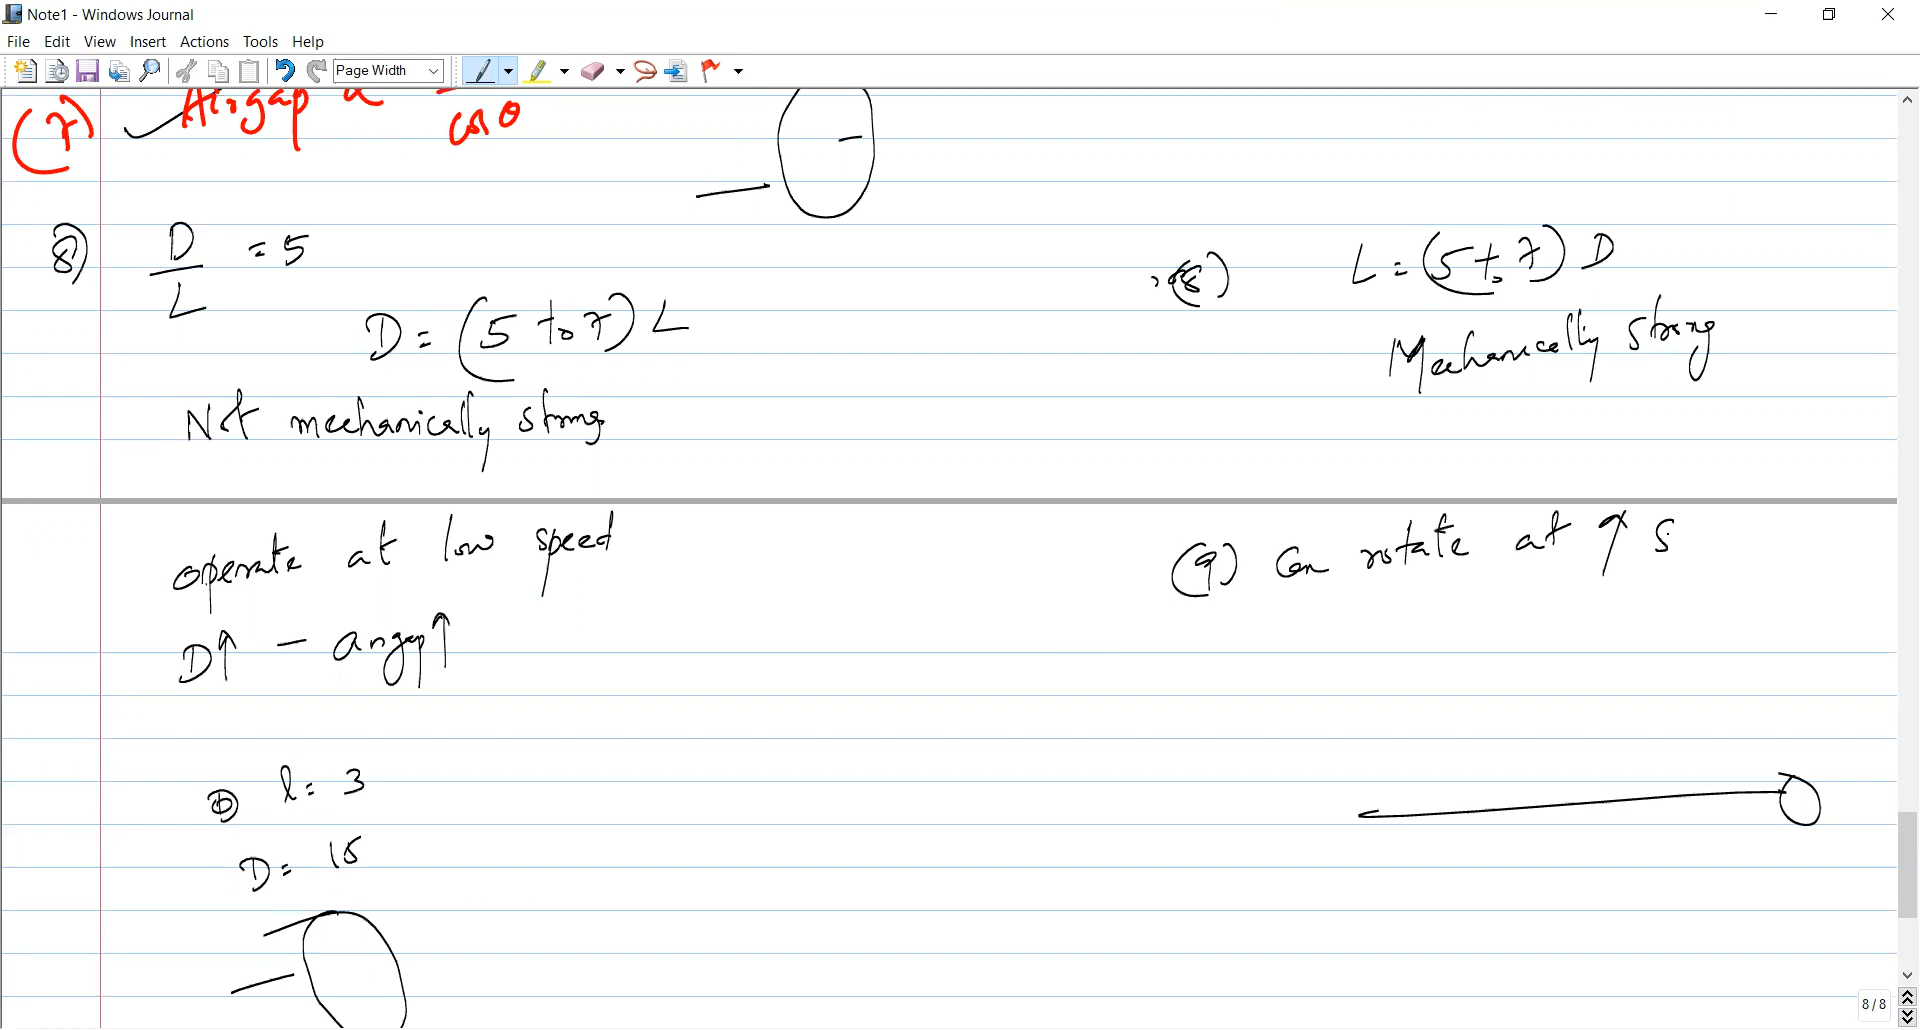 Note1 - Windows Journal
File Edit View Insert Actions Tools Help
Page Width
(7) Airgap α
cos θ
8) D/L = 5
D = (5 to 7) L
Not mechanically strong
(8) L = (5 to 7) D
Mechanically strong
operate at low speed
D↑ - airgap↑
(9) Can rotate at ↑ S
l = 3
D = 15
8 / 8